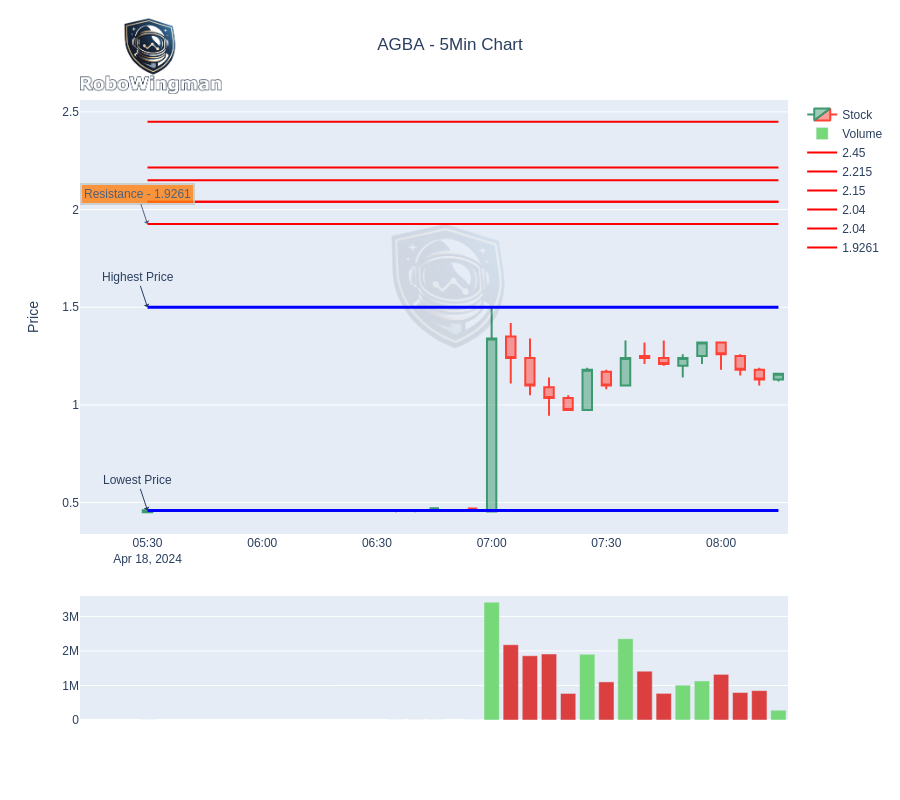 AGBA - 5Min Chart
RoboWingman
Stock
Volume
2.45
2.215
2.15
2.04
2.04
1.9261
Price
2.5
2
1.5
1
0.5
Resistance - 1.9261
Highest Price
Lowest Price
05:30
Apr 18, 2024
06:00
06:30
07:00
07:30
08:00
3M
2M
1M
0